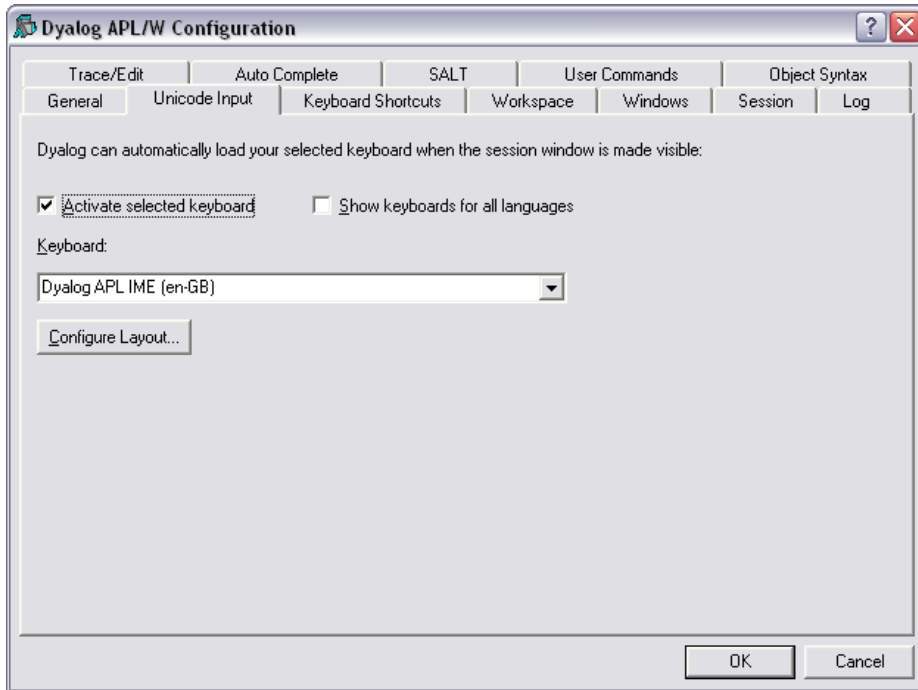 Dyalog APL/W Configuration
Trace/Edit Auto Complete SALT User Commands Object Syntax
General Unicode Input Keyboard Shortcuts Workspace Windows Session Log
Dyalog can automatically load your selected keyboard when the session window is made visible:
Activate selected keyboard Show keyboards for all languages
Keyboard:
Dyalog APL IME (en-GB)
Configure Layout...
OK Cancel